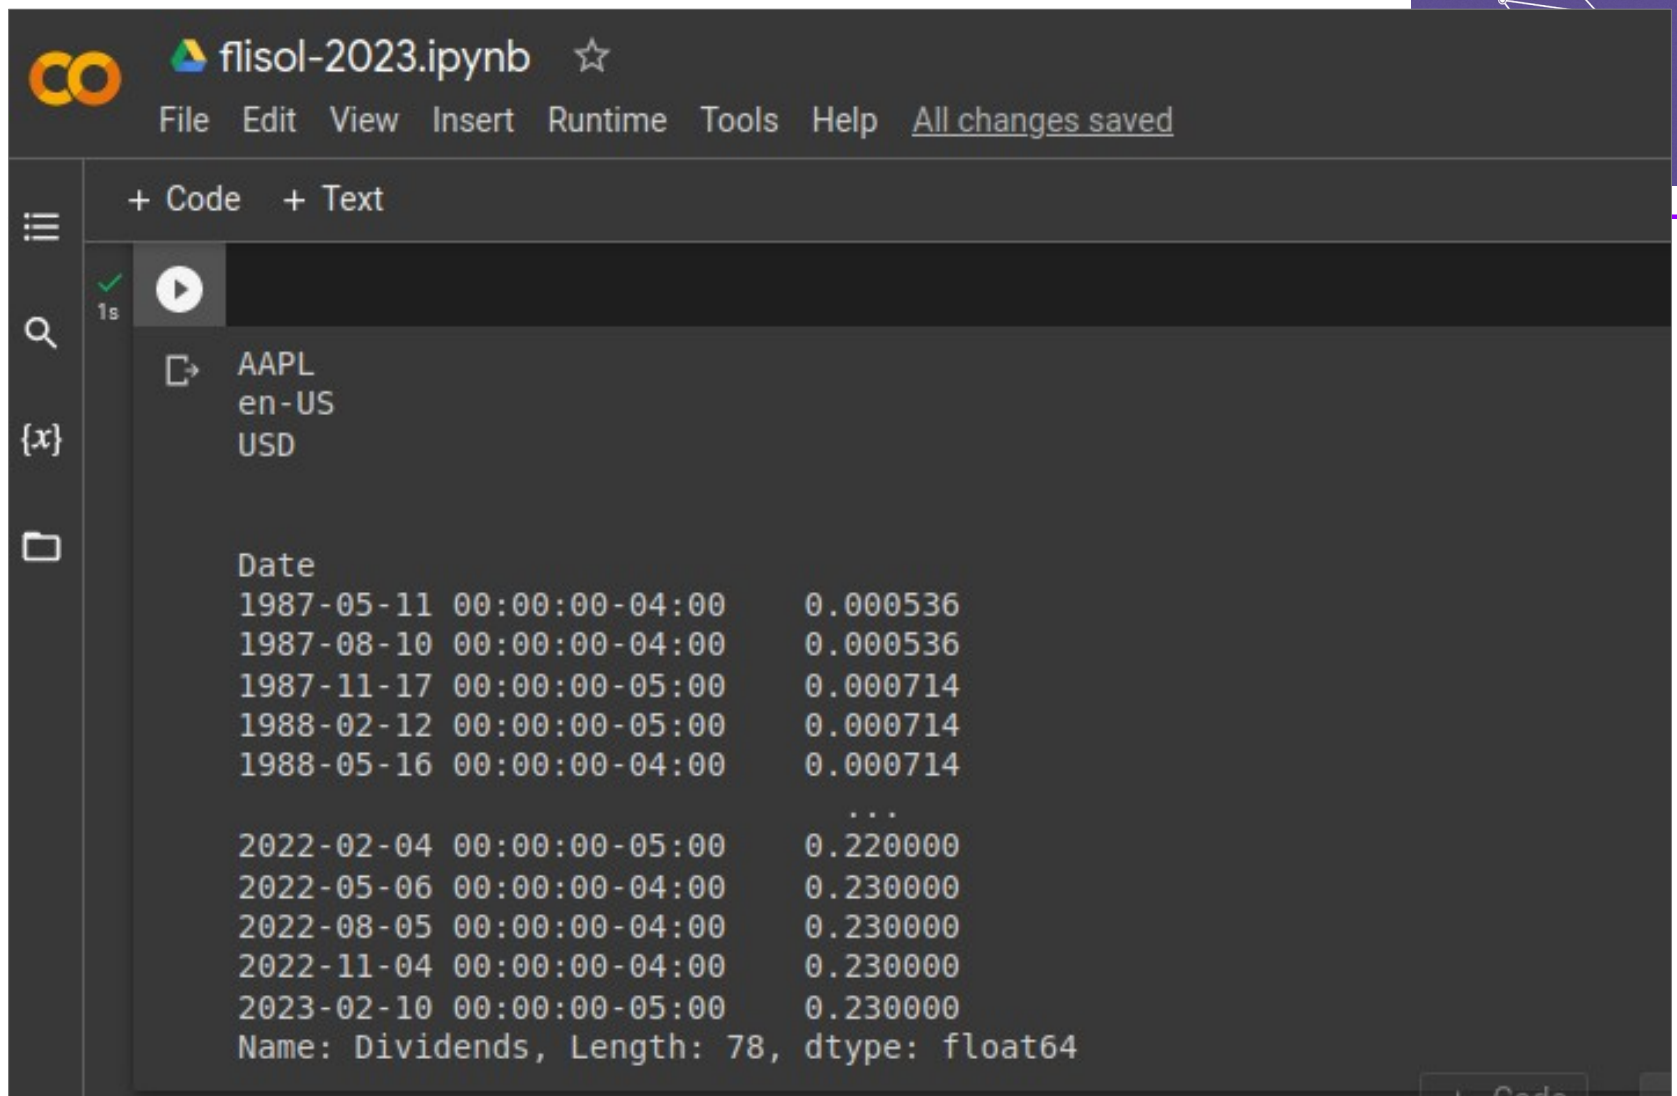 flisol-2023.ipynb
File Edit View Insert Runtime Tools Help All changes saved
+ Code + Text
1s
AAPL
en-US
USD
{x}
Date
1987-05-11 00:00:00-04:00 0.000536
1987-08-10 00:00:00-04:00 0.000536
1987-11-17 00:00:00-05:00 0.000714
1988-02-12 00:00:00-05:00 0.000714
1988-05-16 00:00:00-04:00 0.000714
...
2022-02-04 00:00:00-05:00 0.220000
2022-05-06 00:00:00-04:00 0.230000
2022-08-05 00:00:00-04:00 0.230000
2022-11-04 00:00:00-04:00 0.230000
2023-02-10 00:00:00-05:00 0.230000
Name: Dividends, Length: 78, dtype: float64
+ Code